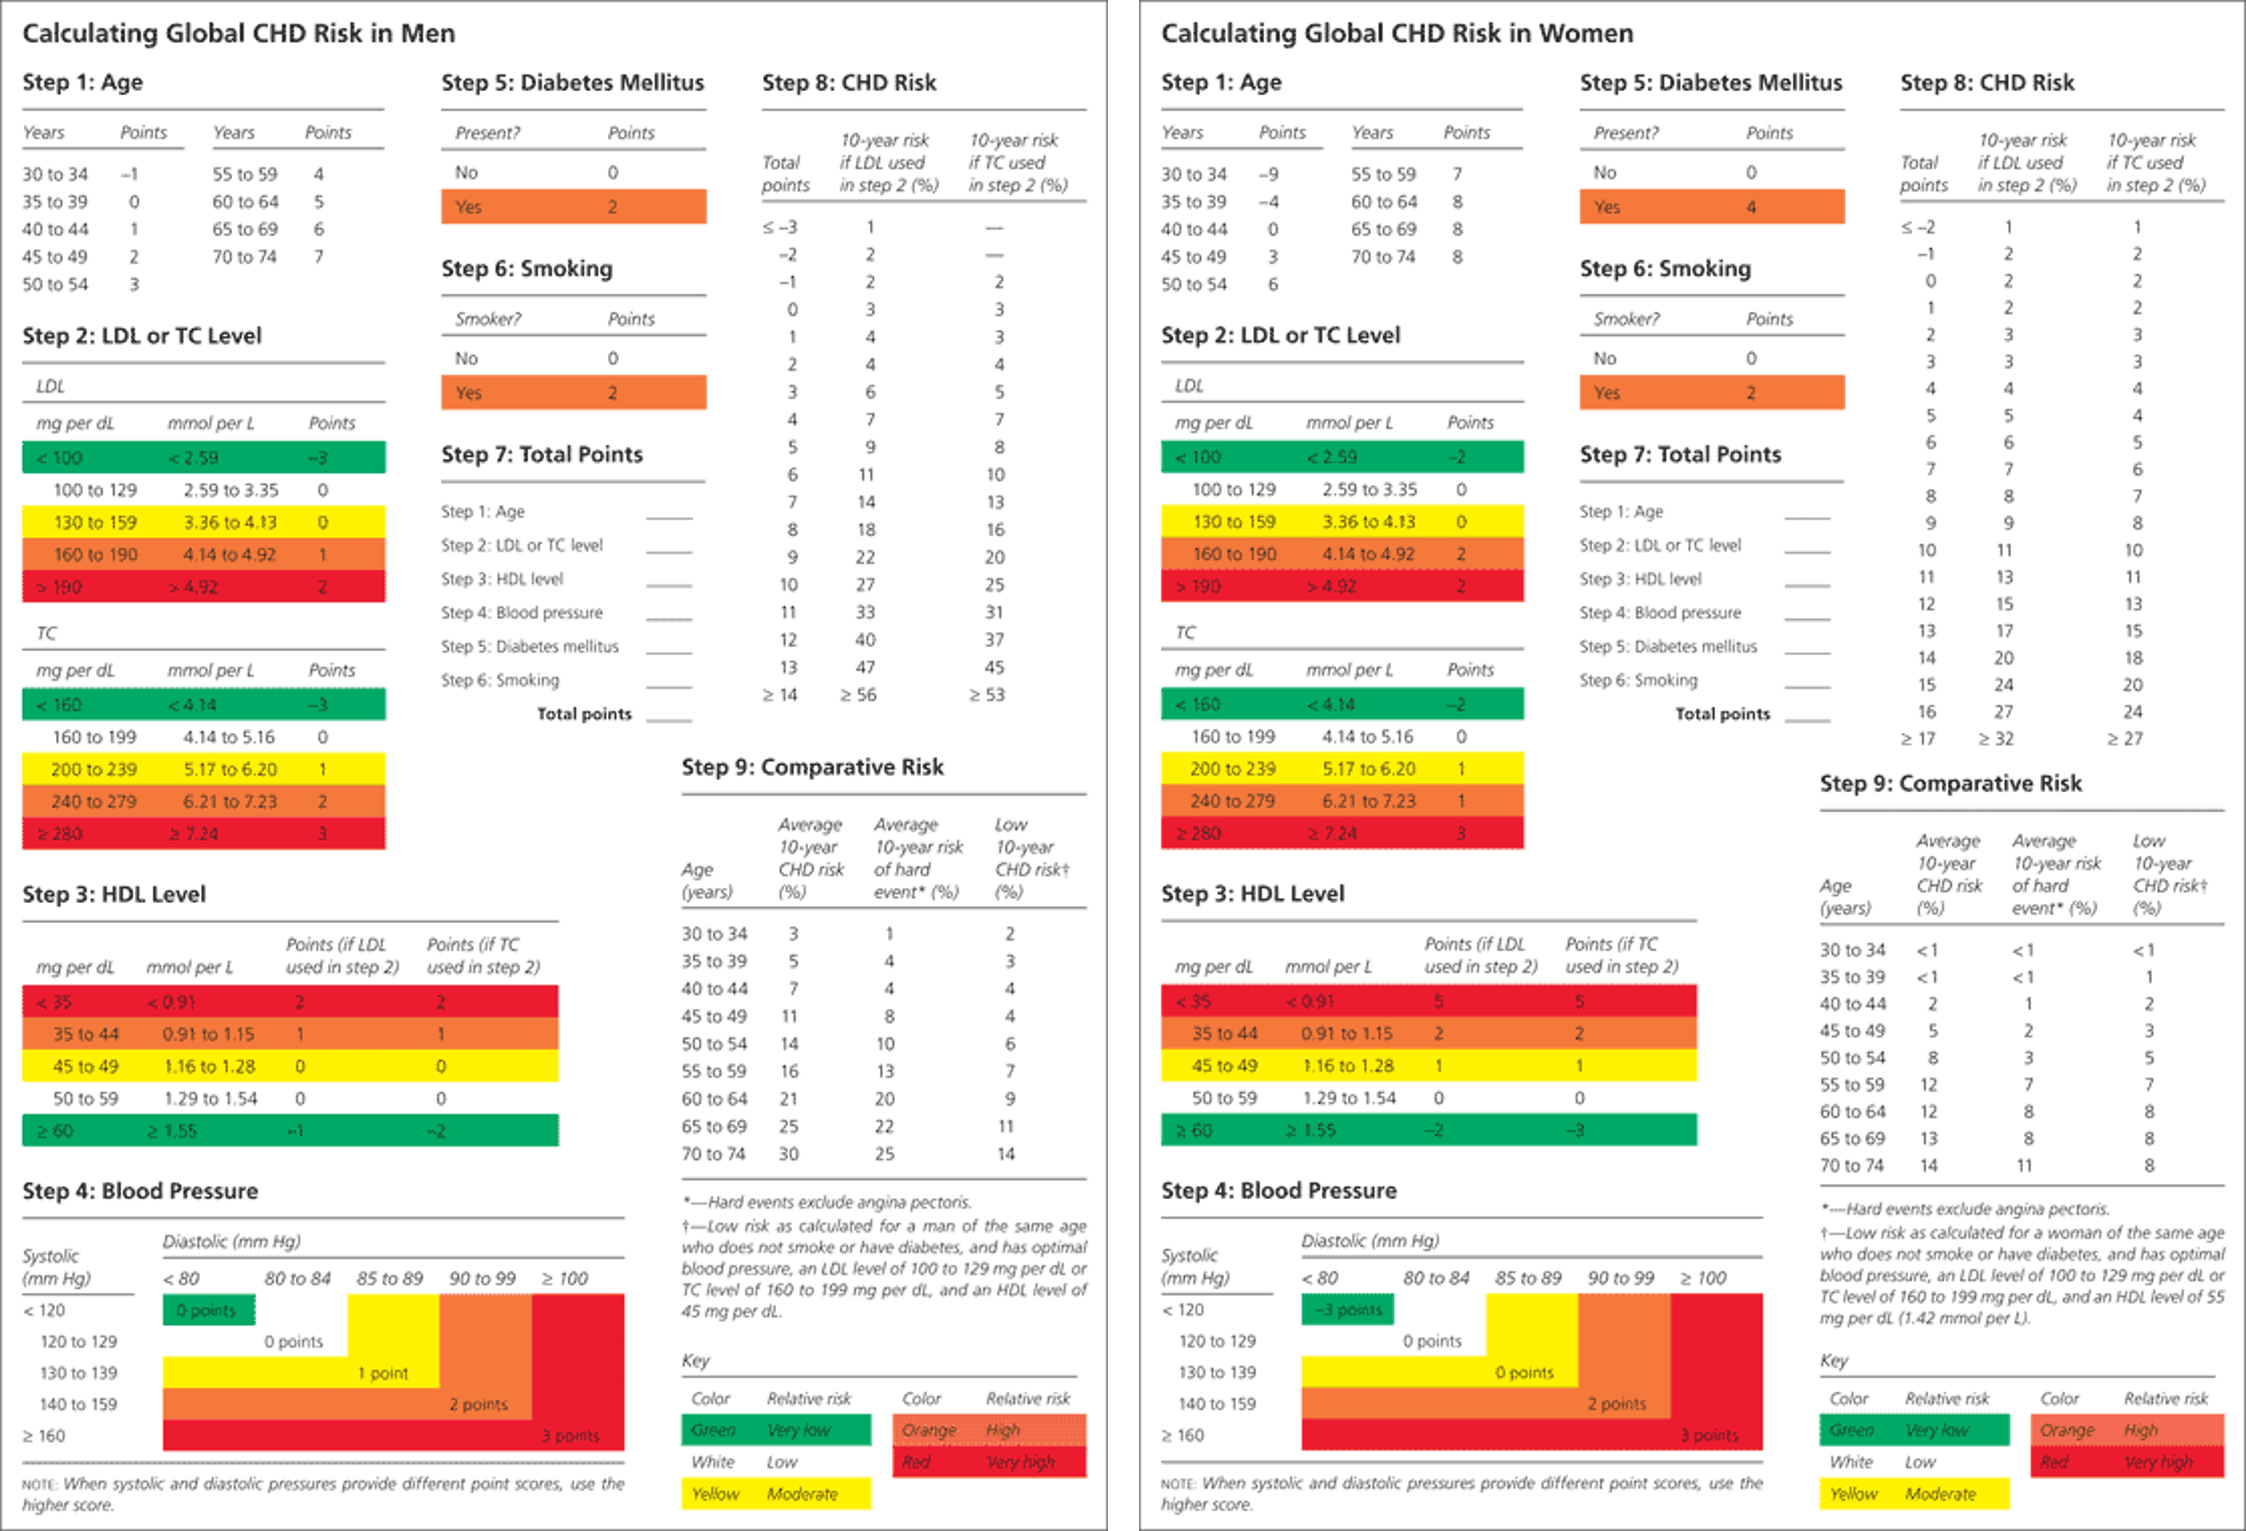 Calculating Global CHD Risk in Men
Step 1: Age
Years Points Years Points
30 to 34 –1 55 to 59 4
35 to 39 0 60 to 64 5
40 to 44 1 65 to 69 6
45 to 49 2 70 to 74 7
50 to 54 3
Step 2: LDL or TC Level
LDL
mg per dL mmol per L Points
< 100 < 2.59 –3
100 to 129 2.59 to 3.35 0
130 to 159 3.36 to 4.13 0
160 to 190 4.14 to 4.92 1
> 190 > 4.92 2
TC
mg per dL mmol per L Points
< 160 < 4.14 –3
160 to 199 4.14 to 5.16 0
200 to 239 5.17 to 6.20 1
240 to 279 6.21 to 7.23 2
≥ 280 ≥ 7.24 3
Step 3: HDL Level
mg per dL mmol per L Points (if LDL used in step 2) Points (if TC used in step 2)
< 35 < 0.91 2 2
35 to 44 0.91 to 1.15 1 1
45 to 49 1.16 to 1.28 0 0
50 to 59 1.29 to 1.54 0 0
≥ 60 ≥ 1.55 –1 –2
Step 4: Blood Pressure
Systolic (mm Hg)
Diastolic (mm Hg)
< 80 80 to 84 85 to 89 90 to 99 ≥ 100
< 120 0 points
120 to 129 0 points
130 to 139 1 point
140 to 159 2 points
≥ 160 3 points
NOTE: When systolic and diastolic pressures provide different point scores, use the
higher score.
Step 5: Diabetes Mellitus
Present? Points
No 0
Yes 2
Step 6: Smoking
Smoker? Points
No 0
Yes 2
Step 7: Total Points
Step 1: Age
Step 2: LDL or TC level
Step 3: HDL level
Step 4: Blood pressure
Step 5: Diabetes mellitus
Step 6: Smoking
Total points
Step 8: CHD Risk
Total points 10-year risk if LDL used in step 2 (%) 10-year risk if TC used in step 2 (%)
≤ –3 1 —
–2 2 —
–1 2 2
0 3 3
1 4 3
2 4 4
3 6 5
4 7 7
5 9 8
6 11 10
7 14 13
8 18 16
9 22 20
10 27 25
11 33 31
12 40 37
13 47 45
≥ 14 ≥ 56 ≥ 53
Step 9: Comparative Risk
Age (years) Average 10-year CHD risk (%) Average 10-year risk of hard event* (%) Low 10-year CHD risk† (%)
30 to 34 3 1 2
35 to 39 5 4 3
40 to 44 7 4 4
45 to 49 11 8 4
50 to 54 14 10 6
55 to 59 16 13 7
60 to 64 21 20 9
65 to 69 25 22 11
70 to 74 30 25 14
*—Hard events exclude angina pectoris.
†—Low risk as calculated for a man of the same age
who does not smoke or have diabetes, and has optimal
blood pressure, an LDL level of 100 to 129 mg per dL or
TC level of 160 to 199 mg per dL, and an HDL level of
45 mg per dL.
Key
Color Relative risk Color Relative risk
Green Very low Orange High
White Low Red Very high
Yellow Moderate
Calculating Global CHD Risk in Women
Step 1: Age
Years Points Years Points
30 to 34 –9 55 to 59 7
35 to 39 –4 60 to 64 8
40 to 44 0 65 to 69 8
45 to 49 3 70 to 74 8
50 to 54 6
Step 2: LDL or TC Level
LDL
mg per dL mmol per L Points
< 100 < 2.59 –2
100 to 129 2.59 to 3.35 0
130 to 159 3.36 to 4.13 0
160 to 190 4.14 to 4.92 2
> 190 > 4.92 2
TC
mg per dL mmol per L Points
< 160 < 4.14 –2
160 to 199 4.14 to 5.16 0
200 to 239 5.17 to 6.20 1
240 to 279 6.21 to 7.23 1
≥ 280 ≥ 7.24 3
Step 3: HDL Level
mg per dL mmol per L Points (if LDL used in step 2) Points (if TC used in step 2)
< 35 < 0.91 5 5
35 to 44 0.91 to 1.15 2 2
45 to 49 1.16 to 1.28 1 1
50 to 59 1.29 to 1.54 0 0
≥ 60 ≥ 1.55 –2 –3
Step 4: Blood Pressure
Systolic (mm Hg)
Diastolic (mm Hg)
< 80 80 to 84 85 to 89 90 to 99 ≥ 100
< 120 –3 points
120 to 129 0 points
130 to 139 0 points
140 to 159 2 points
≥ 160 3 points
NOTE: When systolic and diastolic pressures provide different point scores, use the
higher score.
Step 5: Diabetes Mellitus
Present? Points
No 0
Yes 4
Step 6: Smoking
Smoker? Points
No 0
Yes 2
Step 7: Total Points
Step 1: Age
Step 2: LDL or TC level
Step 3: HDL level
Step 4: Blood pressure
Step 5: Diabetes mellitus
Step 6: Smoking
Total points
Step 8: CHD Risk
Total points 10-year risk if LDL used in step 2 (%) 10-year risk if TC used in step 2 (%)
≤ –2 1 1
–1 2 2
0 2 2
1 2 2
2 3 3
3 3 3
4 4 4
5 5 4
6 6 5
7 7 6
8 8 7
9 9 8
10 11 10
11 13 11
12 15 13
13 17 15
14 20 18
15 24 20
16 27 24
≥ 17 ≥ 32 ≥ 27
Step 9: Comparative Risk
Age (years) Average 10-year CHD risk (%) Average 10-year risk of hard event* (%) Low 10-year CHD risk† (%)
30 to 34 <1 <1 <1
35 to 39 <1 <1 1
40 to 44 2 1 2
45 to 49 5 2 3
50 to 54 8 3 5
55 to 59 12 7 7
60 to 64 12 8 8
65 to 69 13 8 8
70 to 74 14 11 8
*—Hard events exclude angina pectoris.
†—Low risk as calculated for a woman of the same age
who does not smoke or have diabetes, and has optimal
blood pressure, an LDL level of 100 to 129 mg per dL or
TC level of 160 to 199 mg per dL, and an HDL level of 55
mg per dL (1.42 mmol per L).
Key
Color Relative risk Color Relative risk
Green Very low Orange High
White Low Red Very high
Yellow Moderate